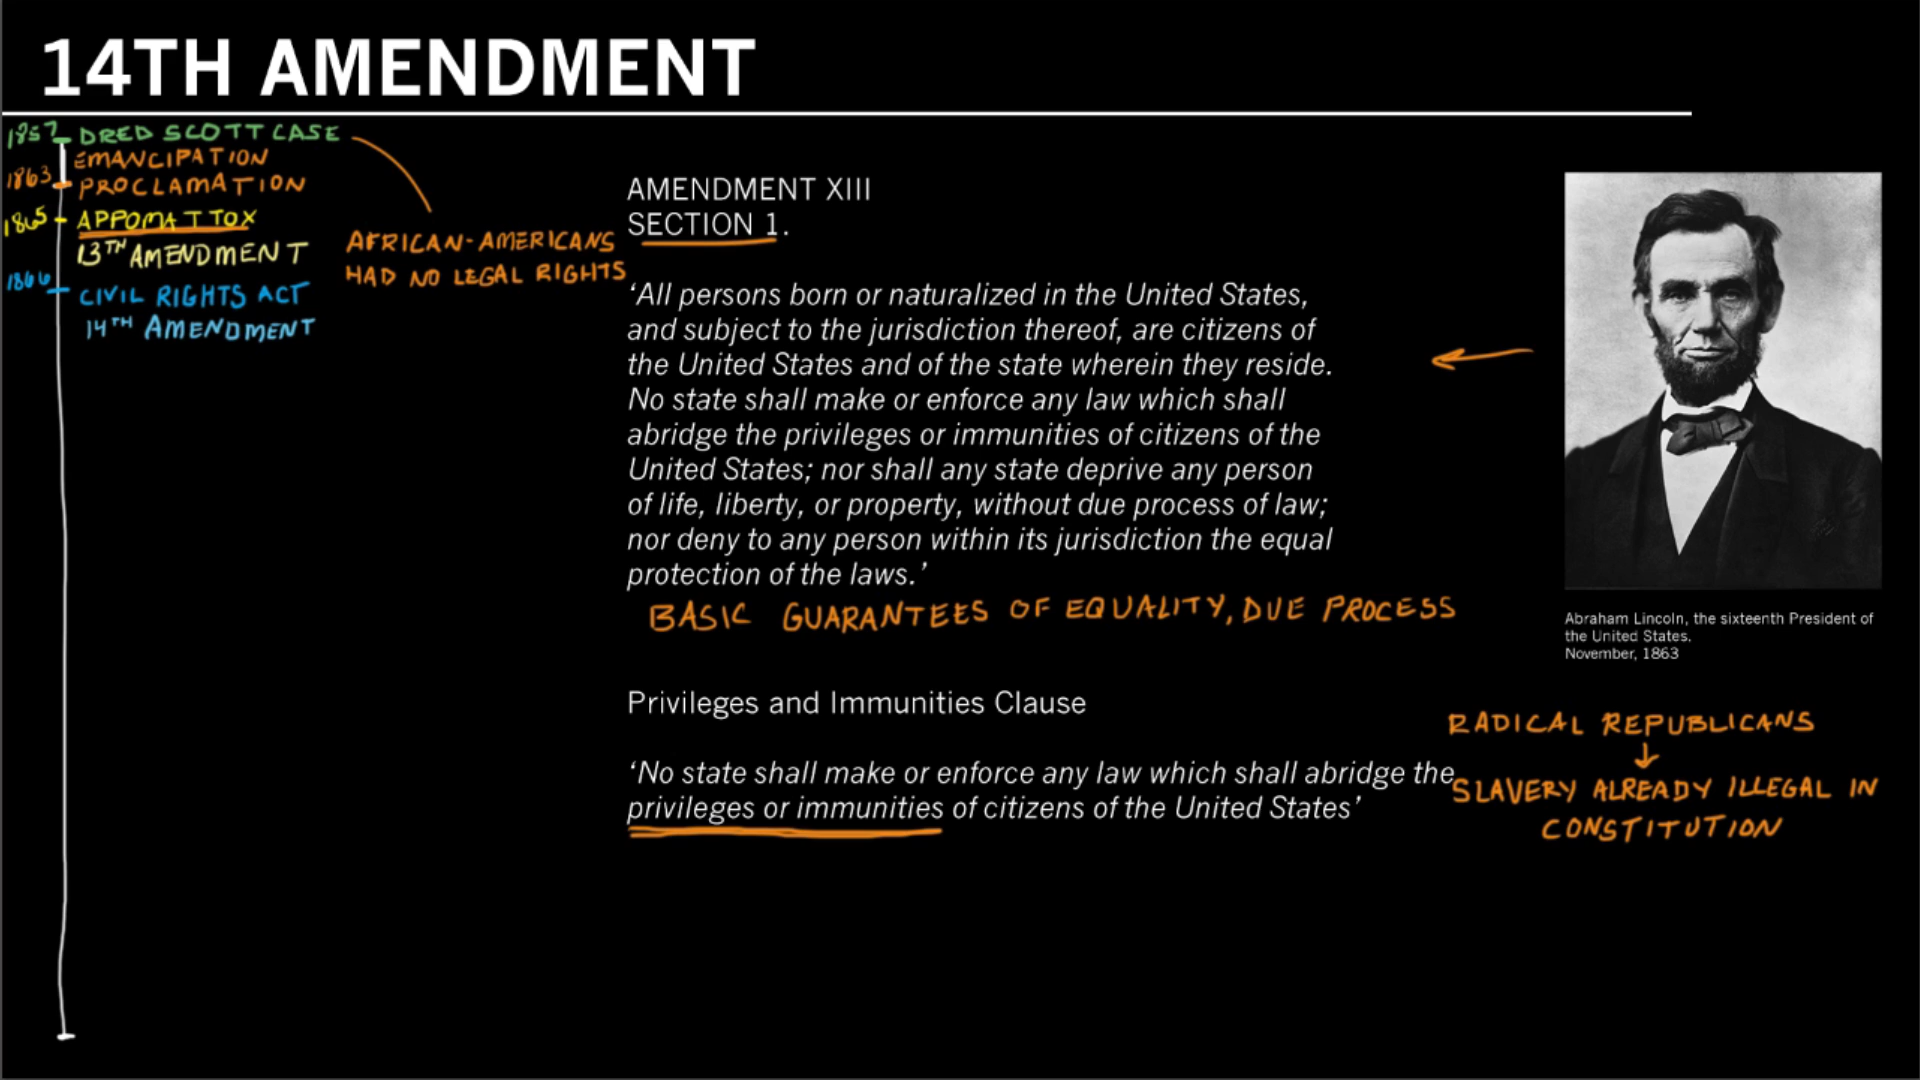 14TH AMENDMENT
1857 DRED SCOTT CASE
EMANCIPATION
1863 PROCLAMATION
1865 APPOMATTOX
13TH AMENDMENT
1866 CIVIL RIGHTS ACT
14TH AMENDMENT
AFRICAN-AMERICANS
HAD NO LEGAL RIGHTS
AMENDMENT XIII
SECTION 1.
‘All persons born or naturalized in the United States,
and subject to the jurisdiction thereof, are citizens of
the United States and of the state wherein they reside.
No state shall make or enforce any law which shall
abridge the privileges or immunities of citizens of the
United States; nor shall any state deprive any person
of life, liberty, or property, without due process of law;
nor deny to any person within its jurisdiction the equal
protection of the laws.’
BASIC GUARANTEES OF EQUALITY, DUE PROCESS
Privileges and Immunities Clause
‘No state shall make or enforce any law which shall abridge the
privileges or immunities of citizens of the United States’
Abraham Lincoln, the sixteenth President of
the United States.
November, 1863
RADICAL REPUBLICANS
SLAVERY ALREADY ILLEGAL IN
CONSTITUTION